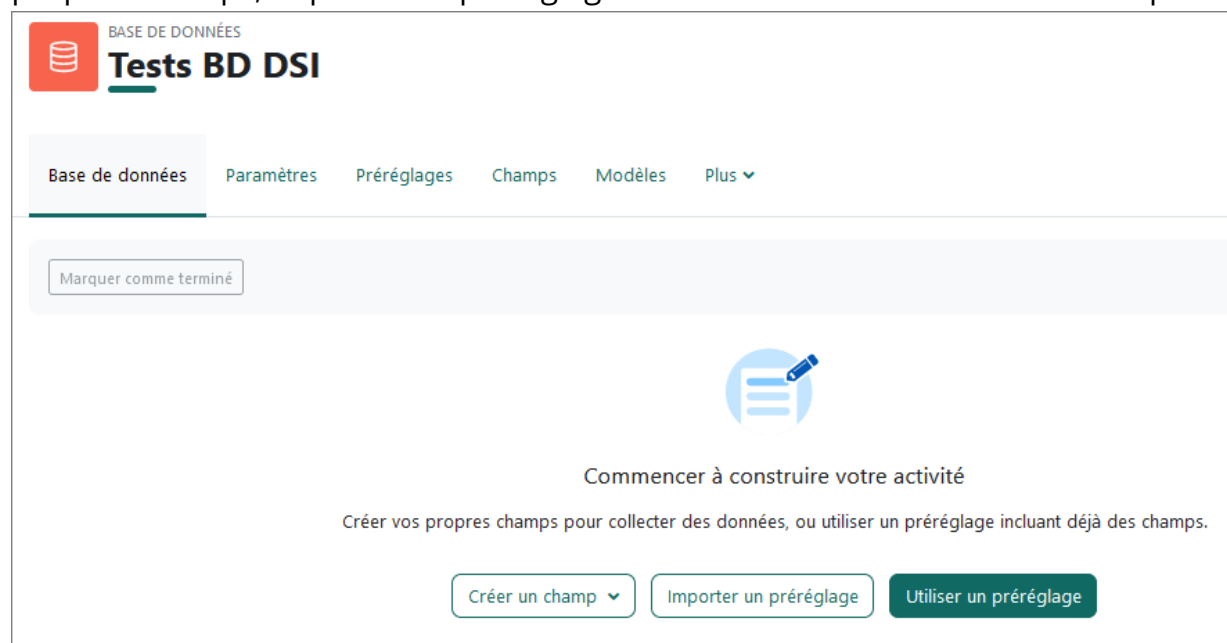 BASE DE DONNÉES
Tests BD DSI
Base de données Paramètres Préréglages Champs Modèles Plus
Marquer comme terminé
Commencer à construire votre activité
Créer vos propres champs pour collecter des données, ou utiliser un préréglage incluant déjà des champs.
Créer un champ Importer un préréglage Utiliser un préréglage